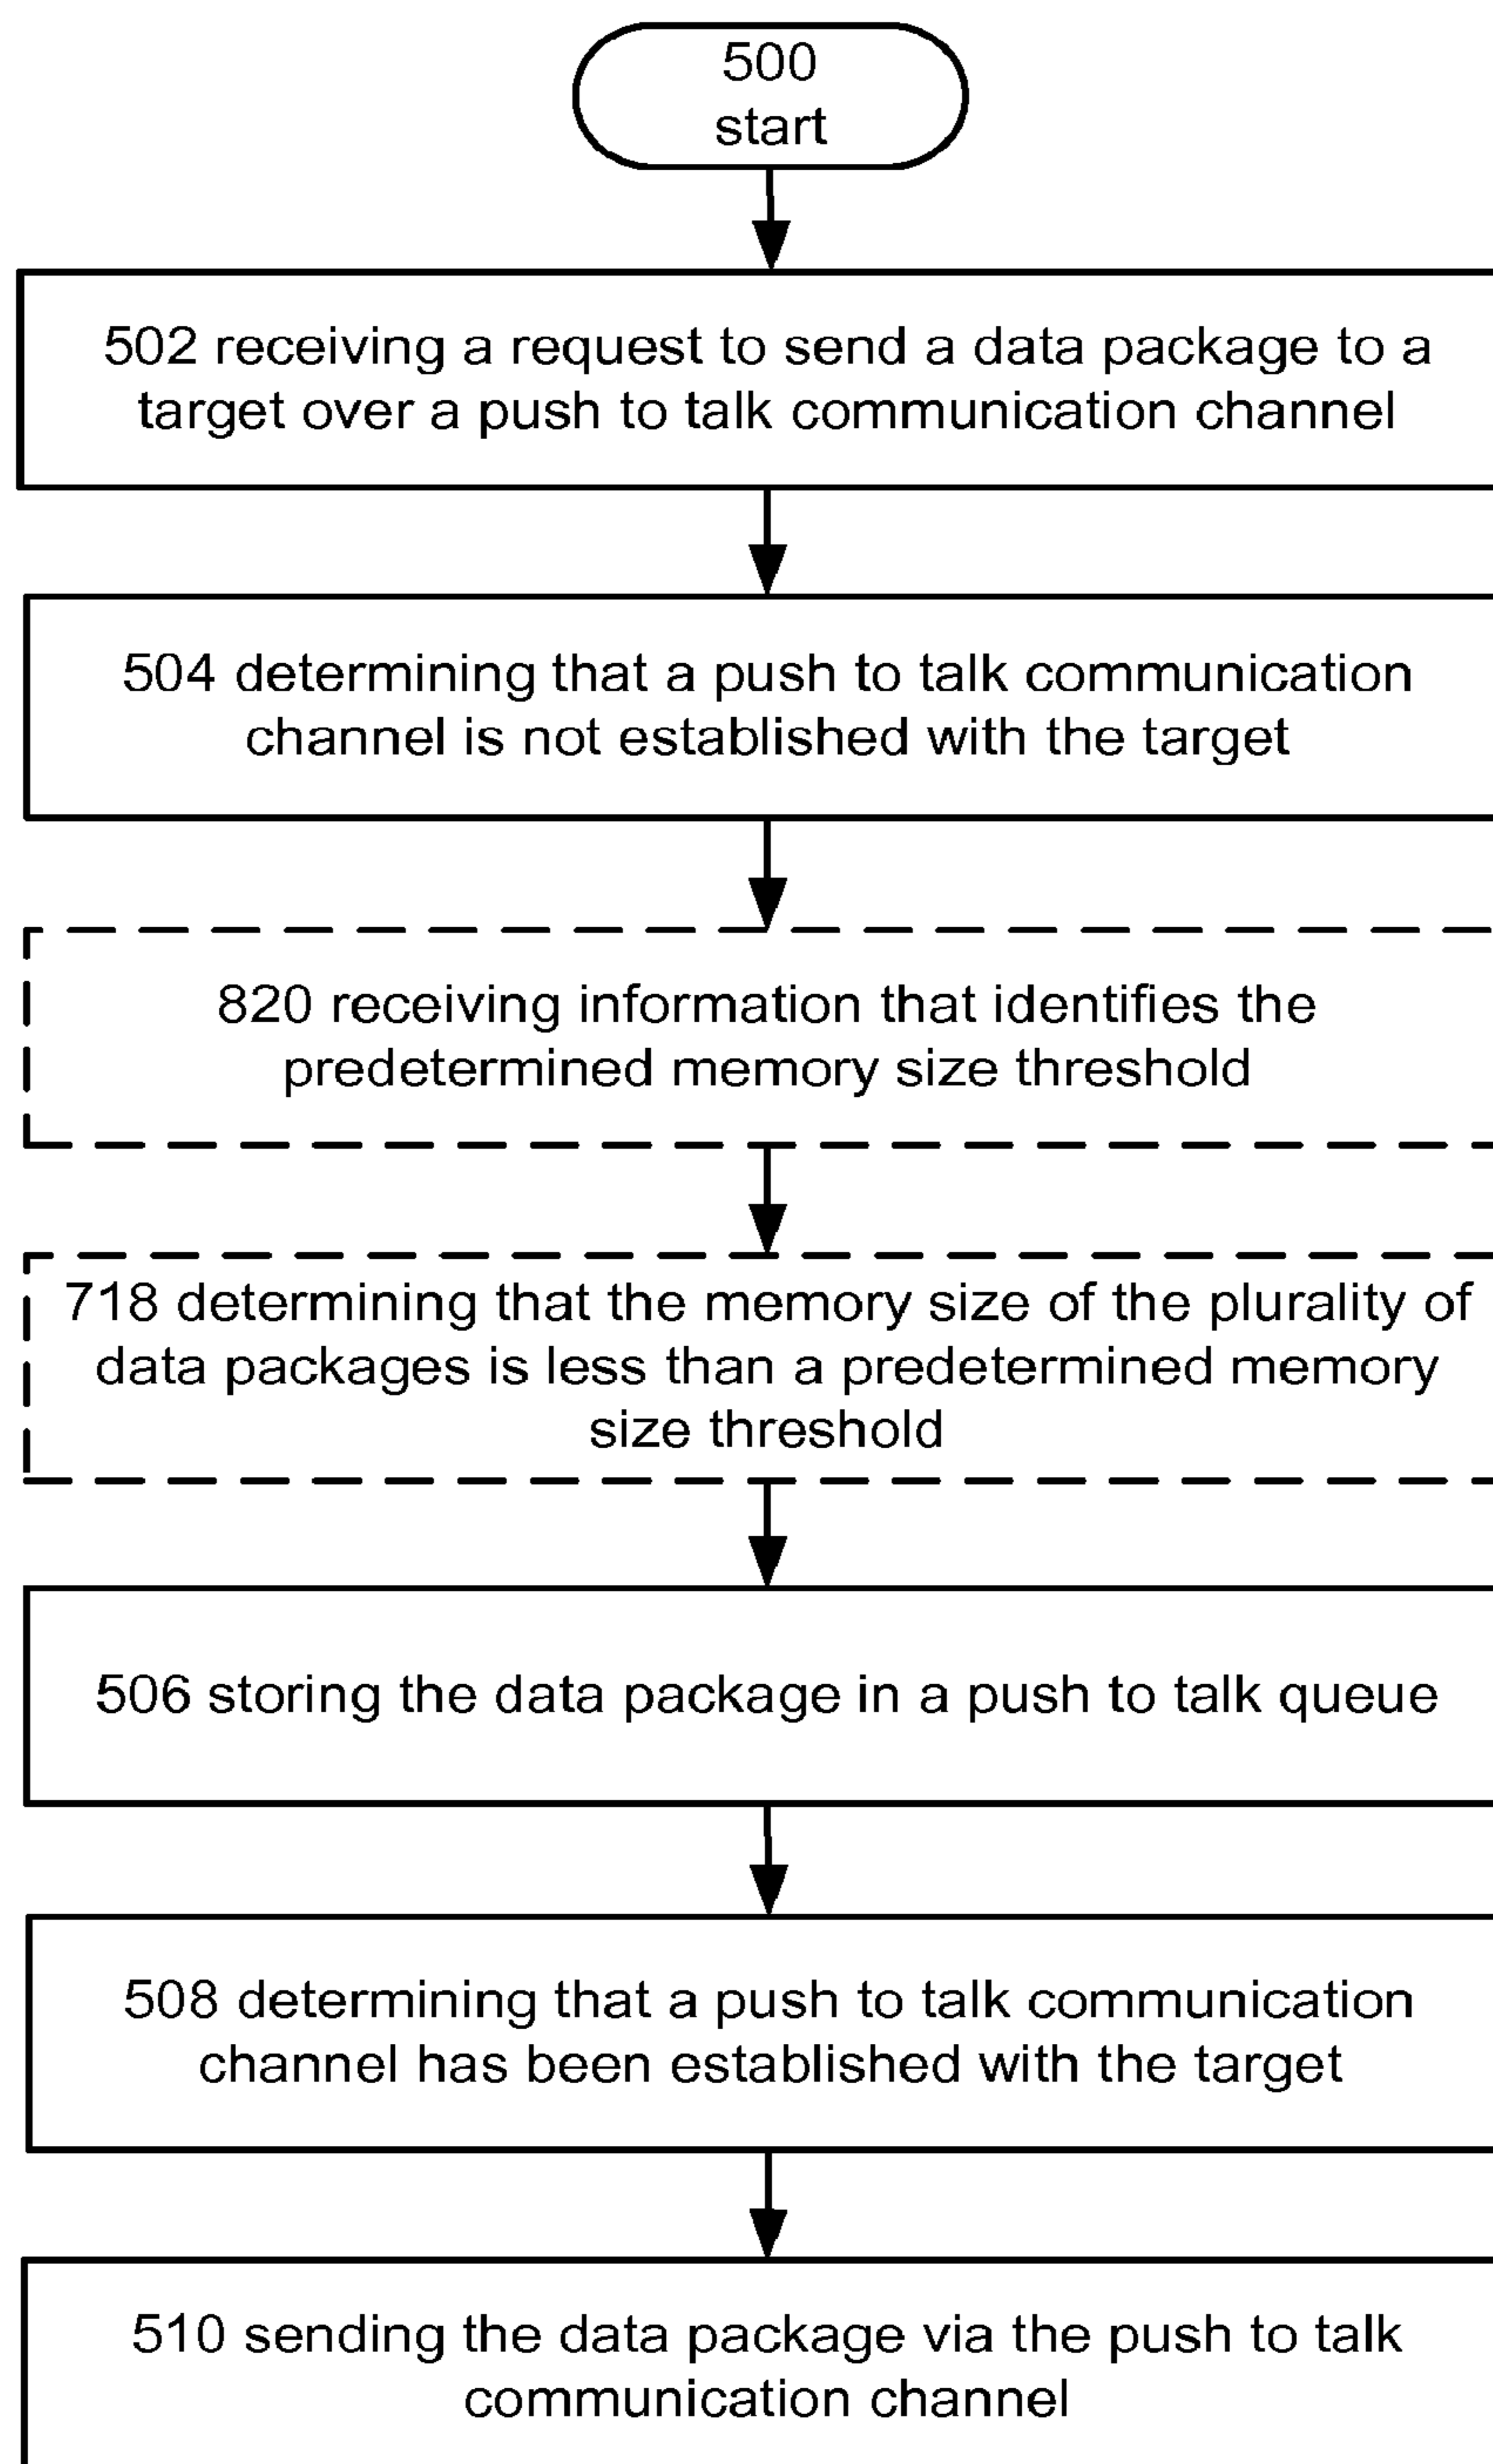 500
start
502 receiving a request to send a data package to a
target over a push to talk communication channel
504 determining that a push to talk communication
channel is not established with the target
820 receiving information that identifies the
predetermined memory size threshold
718 determining that the memory size of the plurality of
data packages is less than a predetermined memory
size threshold
506 storing the data package in a push to talk queue
508 determining that a push to talk communication
channel has been established with the target
510 sending the data package via the push to talk
communication channel